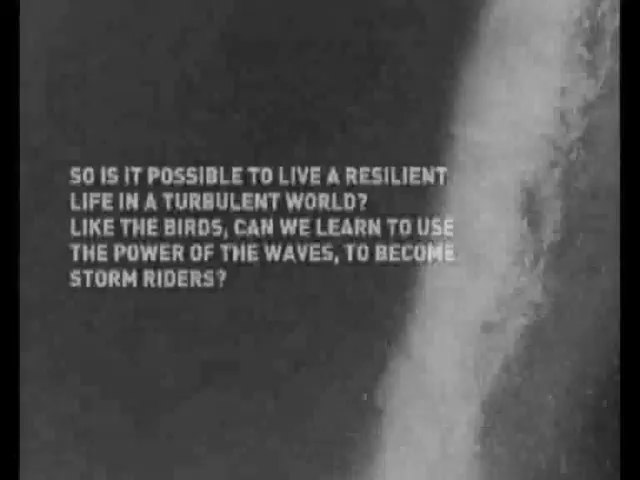 SO IS IT POSSIBLE TO LIVE A RESILIENT
LIFE IN A TURBULENT WORLD?
LIKE THE BIRDS, CAN WE LEARN TO USE
THE POWER OF THE WAVES, TO BECOME
STORM RIDERS?